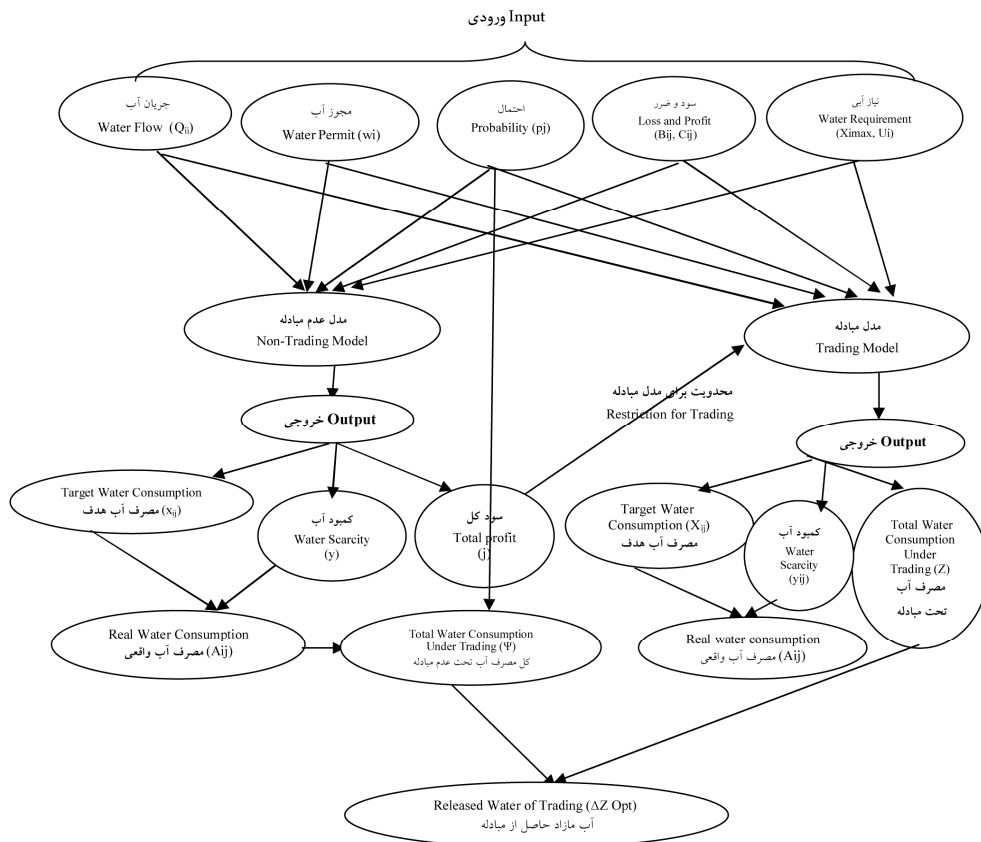 ورودی Input
جریان آب
Water Flow (Qii)
مجوز آب
Water Permit (wi)
احتمال
Probability (pj)
سود و ضرر
Loss and Profit
(Bij, Cij)
نیاز آبی
Water Requirement
(Ximax, Ui)
مدل عدم مبادله
Non-Trading Model
مدل مبادله
Trading Model
محدویت برای مدل مبادله
Restriction for Trading
خروجی Output
خروجی Output
Target Water Consumption
مصرف آب هدف (xij)
کمبود آب
Water Scarcity
(y)
سود کل
Total profit
(j)
Target Water
Consumption (Xij)
مصرف آب هدف
کمبود آب
Water
Scarcity
(yij)
Total Water
Consumption
Under
Trading (Z)
مصرف آب
تحت مبادله
Real Water Consumption
مصرف آب واقعی (Aij)
Total Water Consumption
Under Trading (Ψ)
کل مصرف آب تحت عدم مبادله
Real water consumption
مصرف آب واقعی (Aij)
Released Water of Trading (ΔZ Opt)
آب مازاد حاصل از مبادله